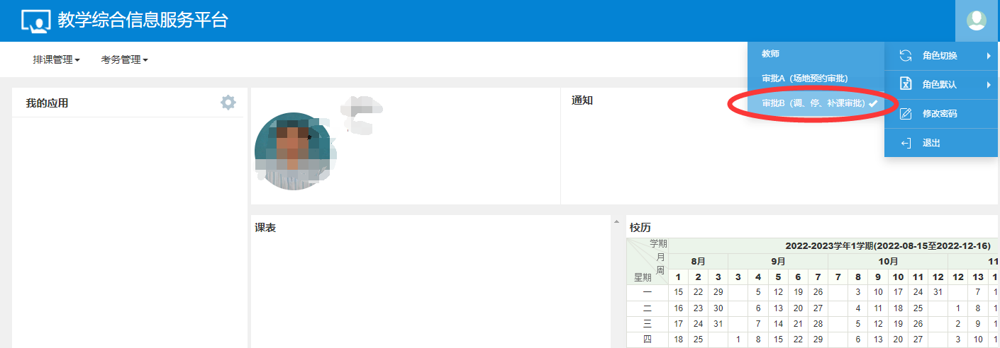 教学综合信息服务平台
排课管理
考务管理
教师
审批A（场地预约审批）
审批B（调、停、补课审批）
角色切换
角色默认
修改密码
退出
我的应用
通知
课表
校历
学期
月
周
星期
2022-2023学年1学期(2022-08-15至2022-12-16)
8月 9月 10月 11
1 2 3 3 4 5 6 7 7 8 9 10 11 12 12 13 1
一 15 22 29 5 12 19 26 3 10 17 24 31 7 1
二 16 23 30 6 13 20 27 4 11 18 25 1 8 1
三 17 24 31 7 14 21 28 5 12 19 26 2 9 1
四 18 25 1 8 15 22 29 6 13 20 27 3 10 1